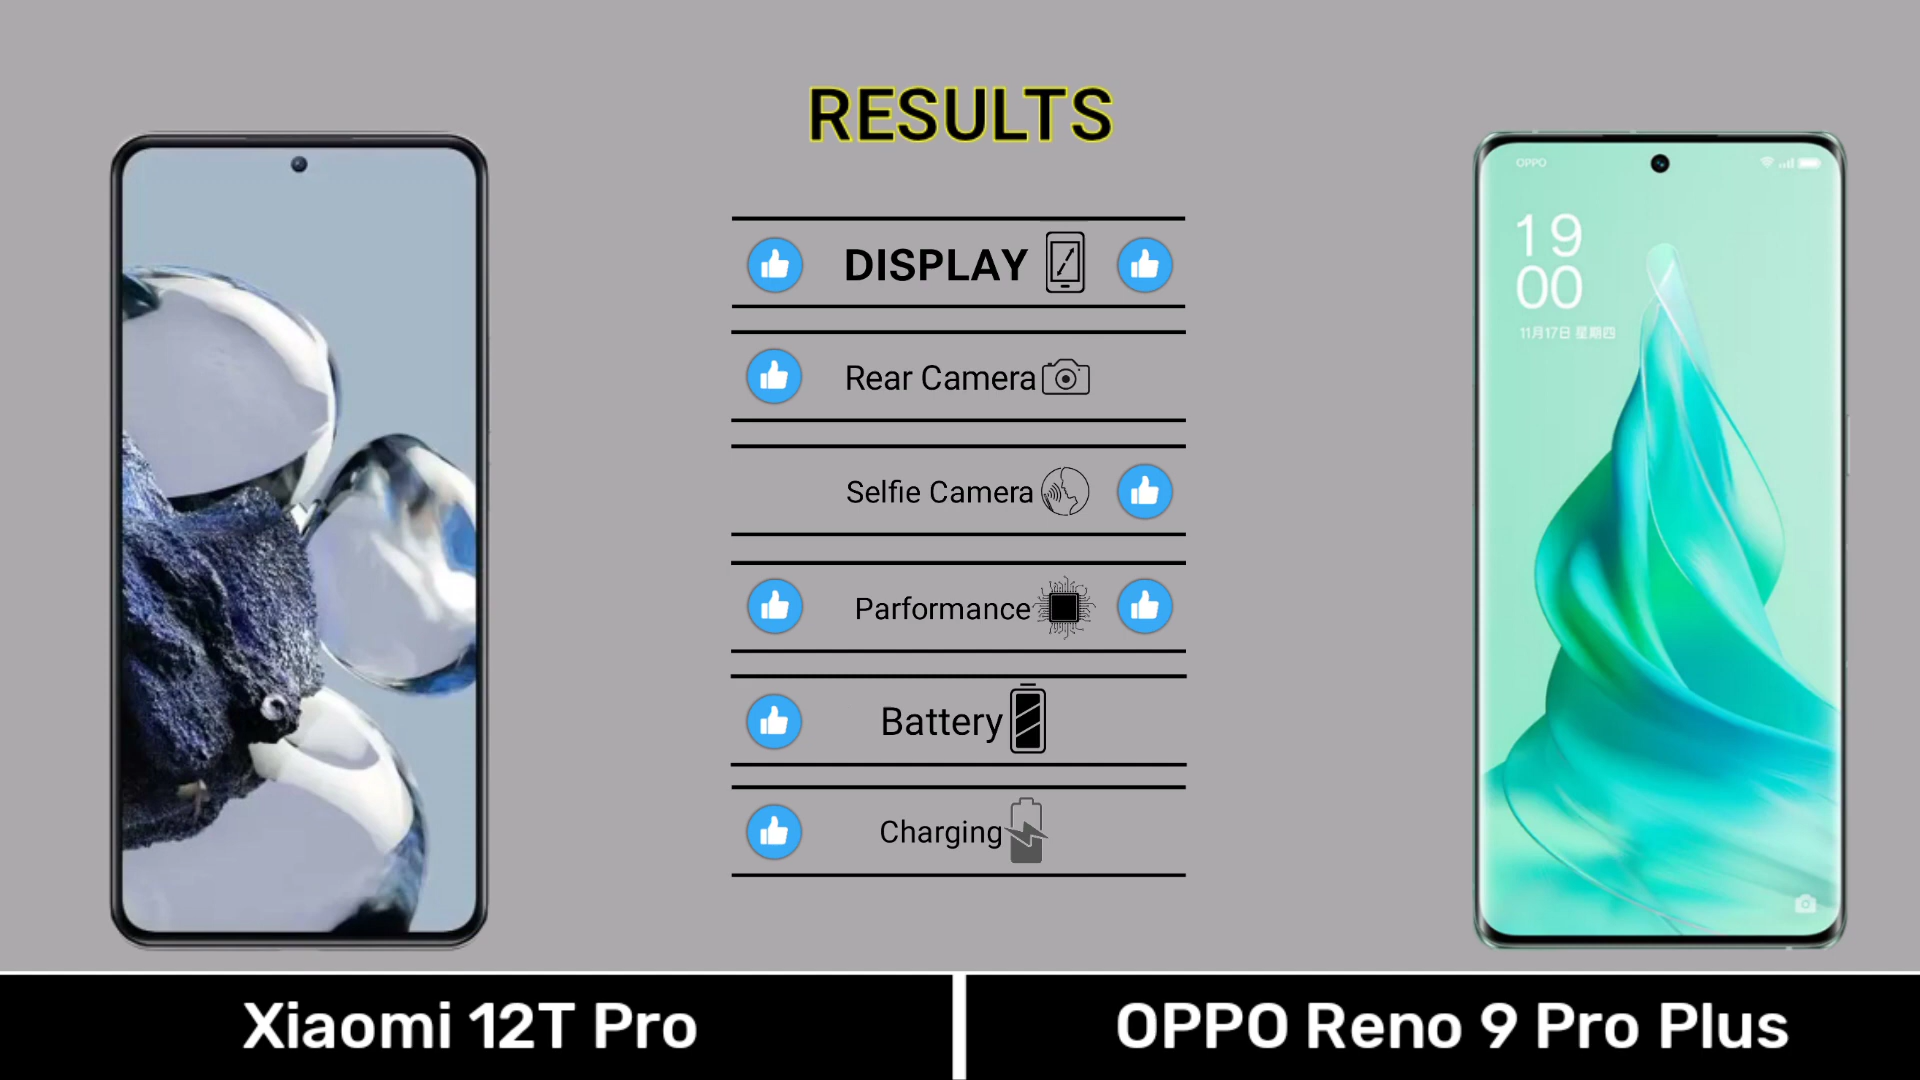 RESULTS
DISPLAY
Rear Camera
Selfie Camera
Parformance
Battery
Charging
OPPO
19
00
11月17日 星期四
Xiaomi 12T Pro
OPPO Reno 9 Pro Plus